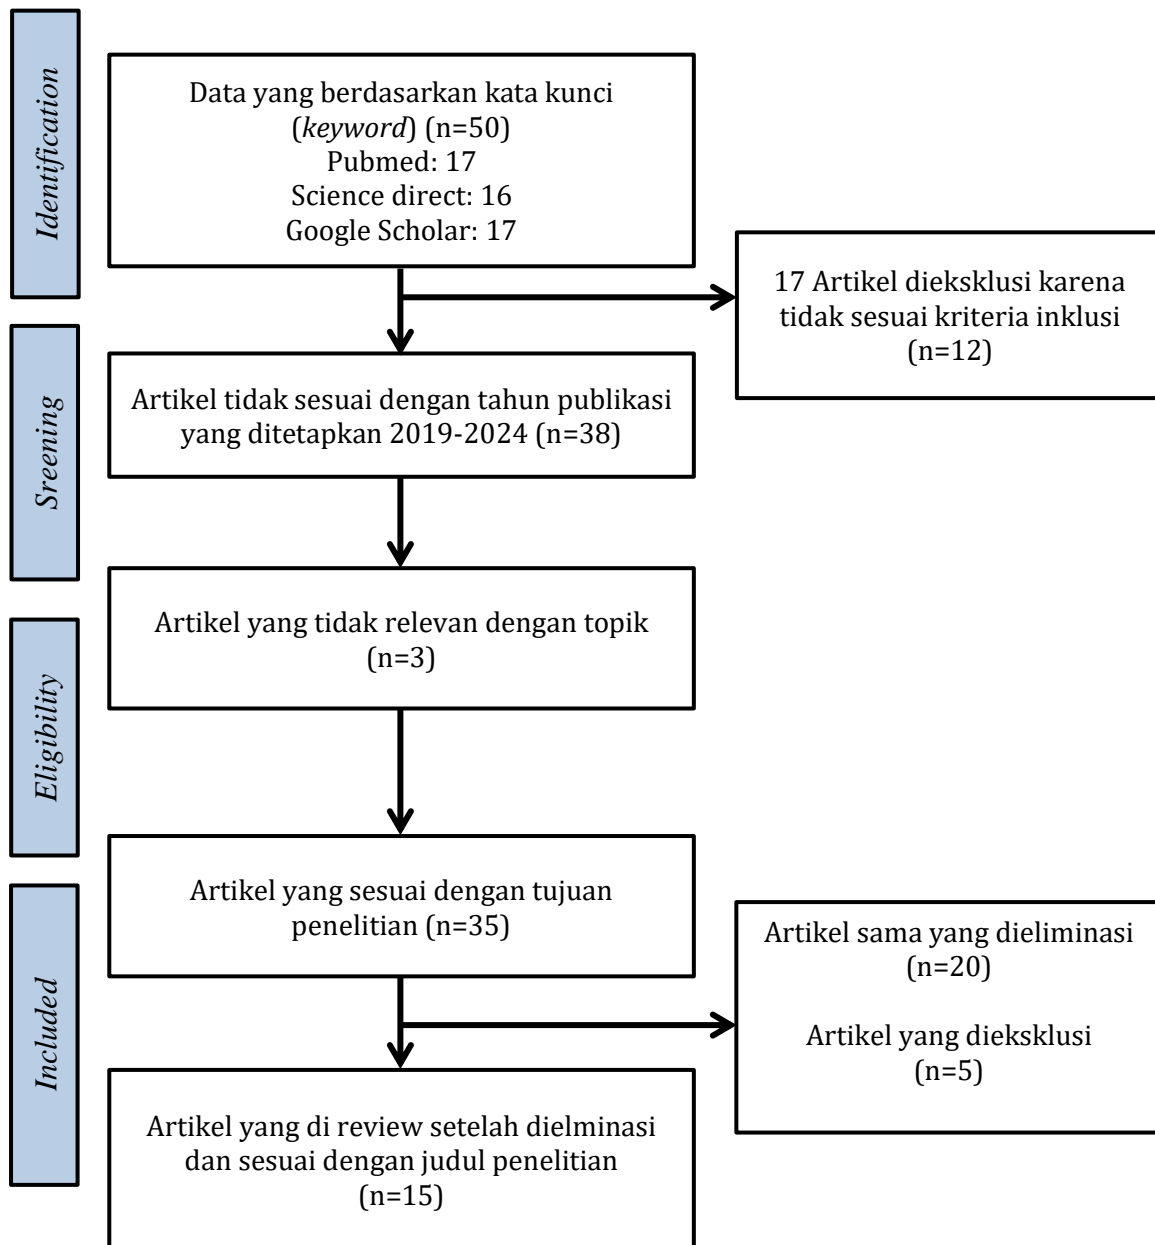 Identification
Data yang berdasarkan kata kunci
(keyword) (n=50)
Pubmed: 17
Science direct: 16
Google Scholar: 17
17 Artikel dieksklusi karena
tidak sesuai kriteria inklusi
(n=12)
Sreening
Artikel tidak sesuai dengan tahun publikasi
yang ditetapkan 2019-2024 (n=38)
Eligibility
Artikel yang tidak relevan dengan topik
(n=3)
Artikel yang sesuai dengan tujuan
penelitian (n=35)
Included
Artikel sama yang dieliminasi
(n=20)
Artikel yang dieksklusi
(n=5)
Artikel yang di review setelah dielminasi
dan sesuai dengan judul penelitian
(n=15)